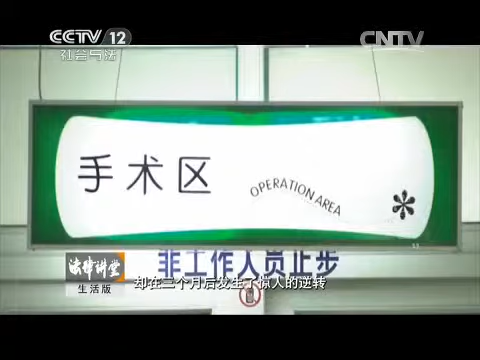 CCTV 12
社会与法
CNTV
手术区
OPERATION AREA
非工作人员止步
法律讲堂
生活版
却在三个月后发生了惊人的逆转